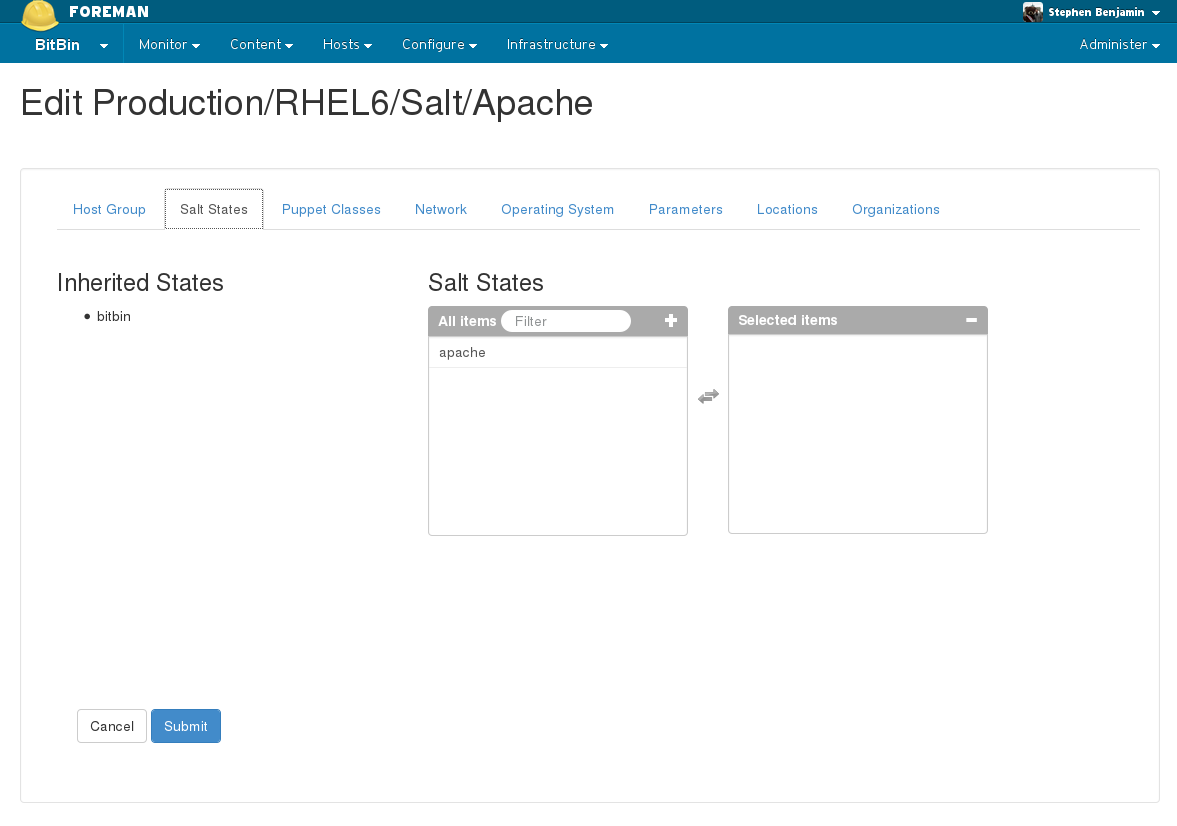 FOREMAN
Stephen Benjamin
BitBin Monitor Content Hosts Configure Infrastructure Administer
Edit Production/RHEL6/Salt/Apache
Host Group Salt States Puppet Classes Network Operating System Parameters Locations Organizations
Inherited States
• bitbin
Salt States
All items Filter
apache
Selected items
Cancel Submit